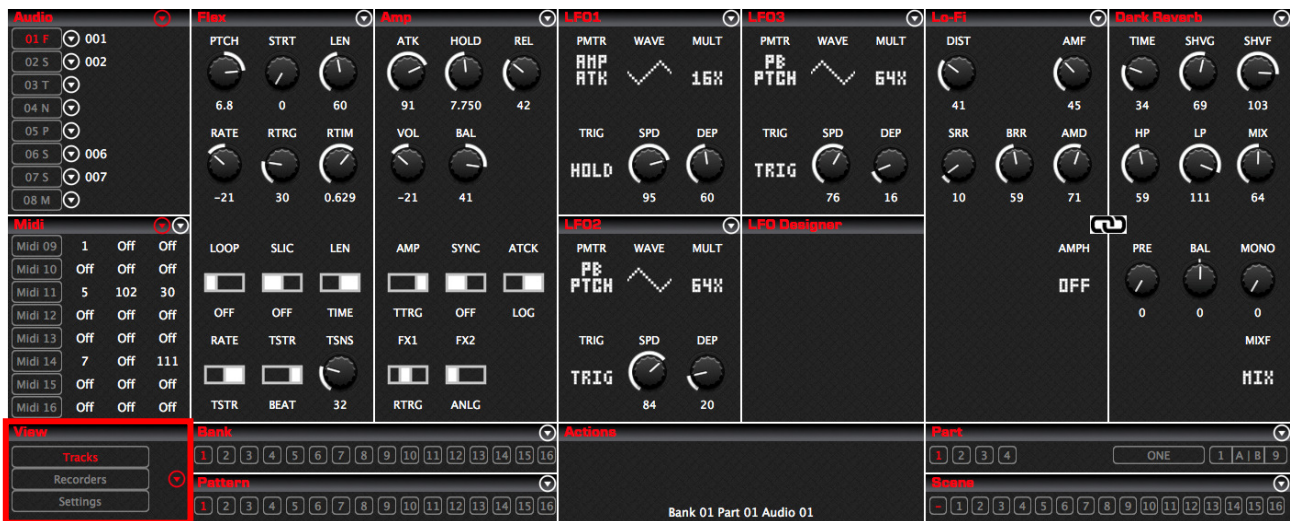 Audio
01 F 001
02 S 002
03 T
04 N
05 P
06 S 006
07 S 007
08 M
Midi
Midi 09 1 Off Off
Midi 10 Off Off Off
Midi 11 5 102 30
Midi 12 Off Off Off
Midi 13 Off Off Off
Midi 14 7 Off 111
Midi 15 Off Off Off
Midi 16 Off Off Off
View
Tracks
Recorders
Settings
Flex
PTCH STRT LEN
6.8 0 60
RATE RTRG RTIM
-21 30 0.629
LOOP SLIC LEN
OFF OFF TIME
RATE TSTR TSNS
TSTR BEAT 32
Amp
ATK HOLD REL
91 7.750 42
VOL BAL
-21 41
AMP SYNC ATCK
TTRG OFF LOG
FX1 FX2
RTRG ANLG
LFO1
PMTR WAVE MULT
AMP
ATK 16X
TRIG SPD DEP
HOLD
95 60
LFO2
PMTR WAVE MULT
PB
PTCH 64X
TRIG SPD DEP
TRIG
84 20
LFO3
PMTR WAVE MULT
PB
PTCH 64X
TRIG SPD DEP
TRIG
76 16
LFO Designer
Lo-Fi
DIST AMF
41 45
SRR BRR AMD
10 59 71
AMPH
OFF
Dark Reverb
TIME SHVG SHVF
34 69 103
HP LP MIX
59 111 64
PRE BAL MONO
0 0 0
MIXF
MIX
Bank
1 2 3 4 5 6 7 8 9 10 11 12 13 14 15 16
Pattern
1 2 3 4 5 6 7 8 9 10 11 12 13 14 15 16
Actions
Bank 01 Part 01 Audio 01
Part
1 2 3 4 ONE 1 A | B 9
Scene
- 1 2 3 4 5 6 7 8 9 10 11 12 13 14 15 16